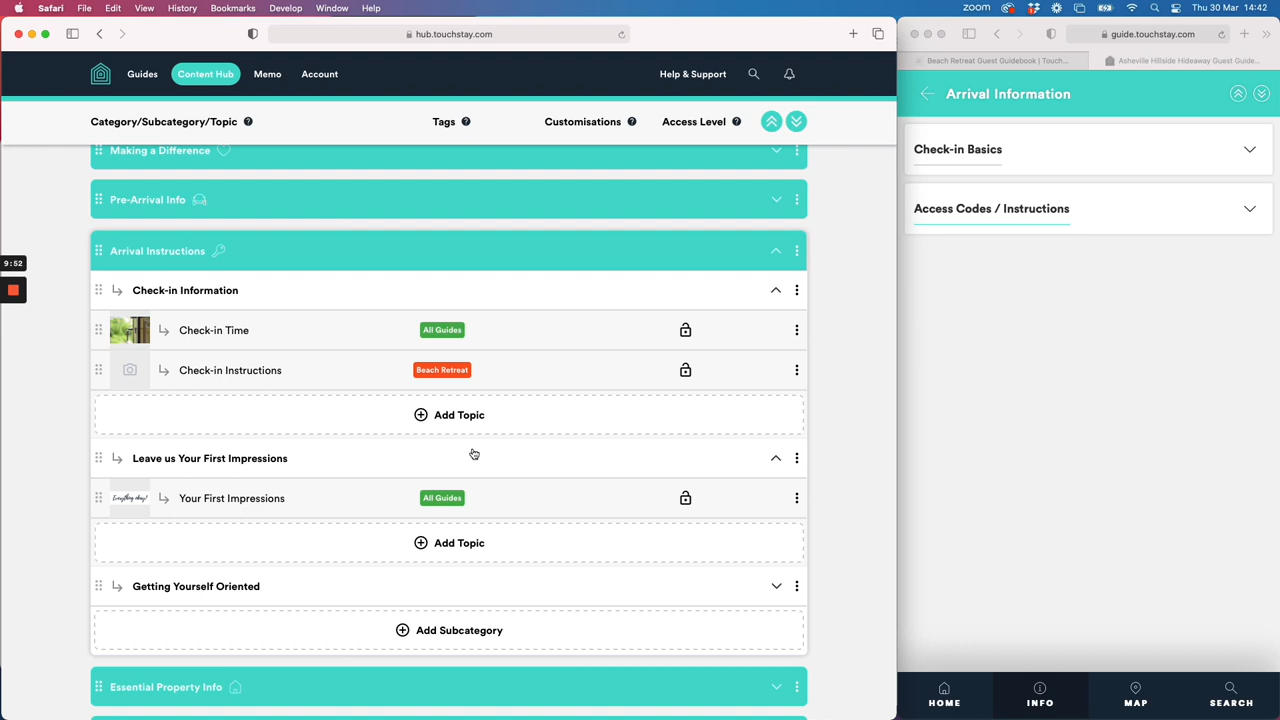 Safari File Edit View History Bookmarks Develop Window Help
zoom Thu 30 Mar 14:42
hub.touchstay.com
guide.touchstay.com
Beach Retreat Guest Guidebook | Touch...
Asheville Hillside Hideaway Guest Guide...
Guides Content Hub Memo Account Help & Support
Arrival Information
Category/Subcategory/Topic ? Tags ? Customisations ? Access Level ?
Making a Difference
Check-in Basics
Pre-Arrival Info
Access Codes / Instructions
Arrival Instructions
9:52
Check-in Information
Check-in Time All Guides
Check-in Instructions Beach Retreat
Add Topic
Leave us Your First Impressions
Everything okay! Your First Impressions All Guides
Add Topic
Getting Yourself Oriented
Add Subcategory
Essential Property Info
HOME INFO MAP SEARCH